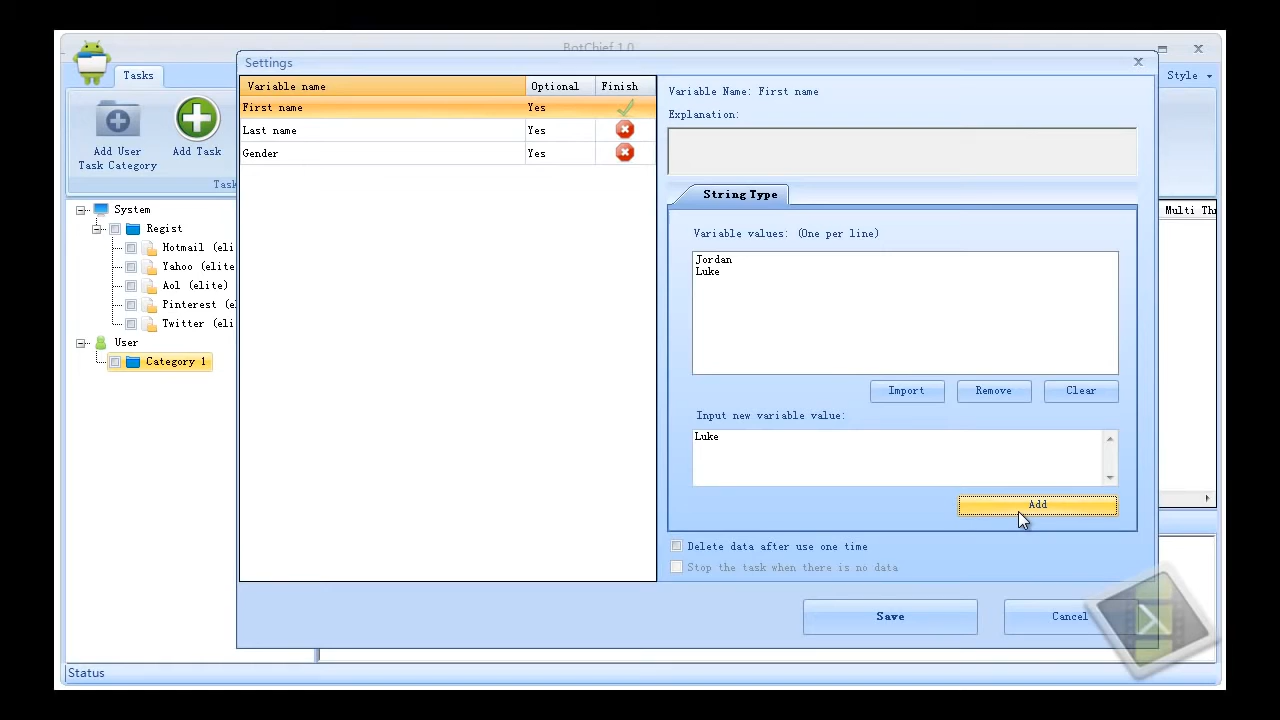 BotChief 1.0
Settings
Tasks
Style
Add User
Task Category
Add Task
Task
Variable name
Optional
Finish
First name
Yes
Last name
Yes
Gender
Yes
Variable Name: First name
Explanation:
String Type
Variable values: (One per line)
Jordan
Luke
Import
Remove
Clear
Input new variable value:
Luke
Add
Delete data after use one time
Stop the task when there is no data
Save
Cancel
System
Regist
Hotmail (eli
Yahoo (elite
Aol (elite)
Pinterest (e
Twitter (eli
User
Category 1
Multi Thr
Status